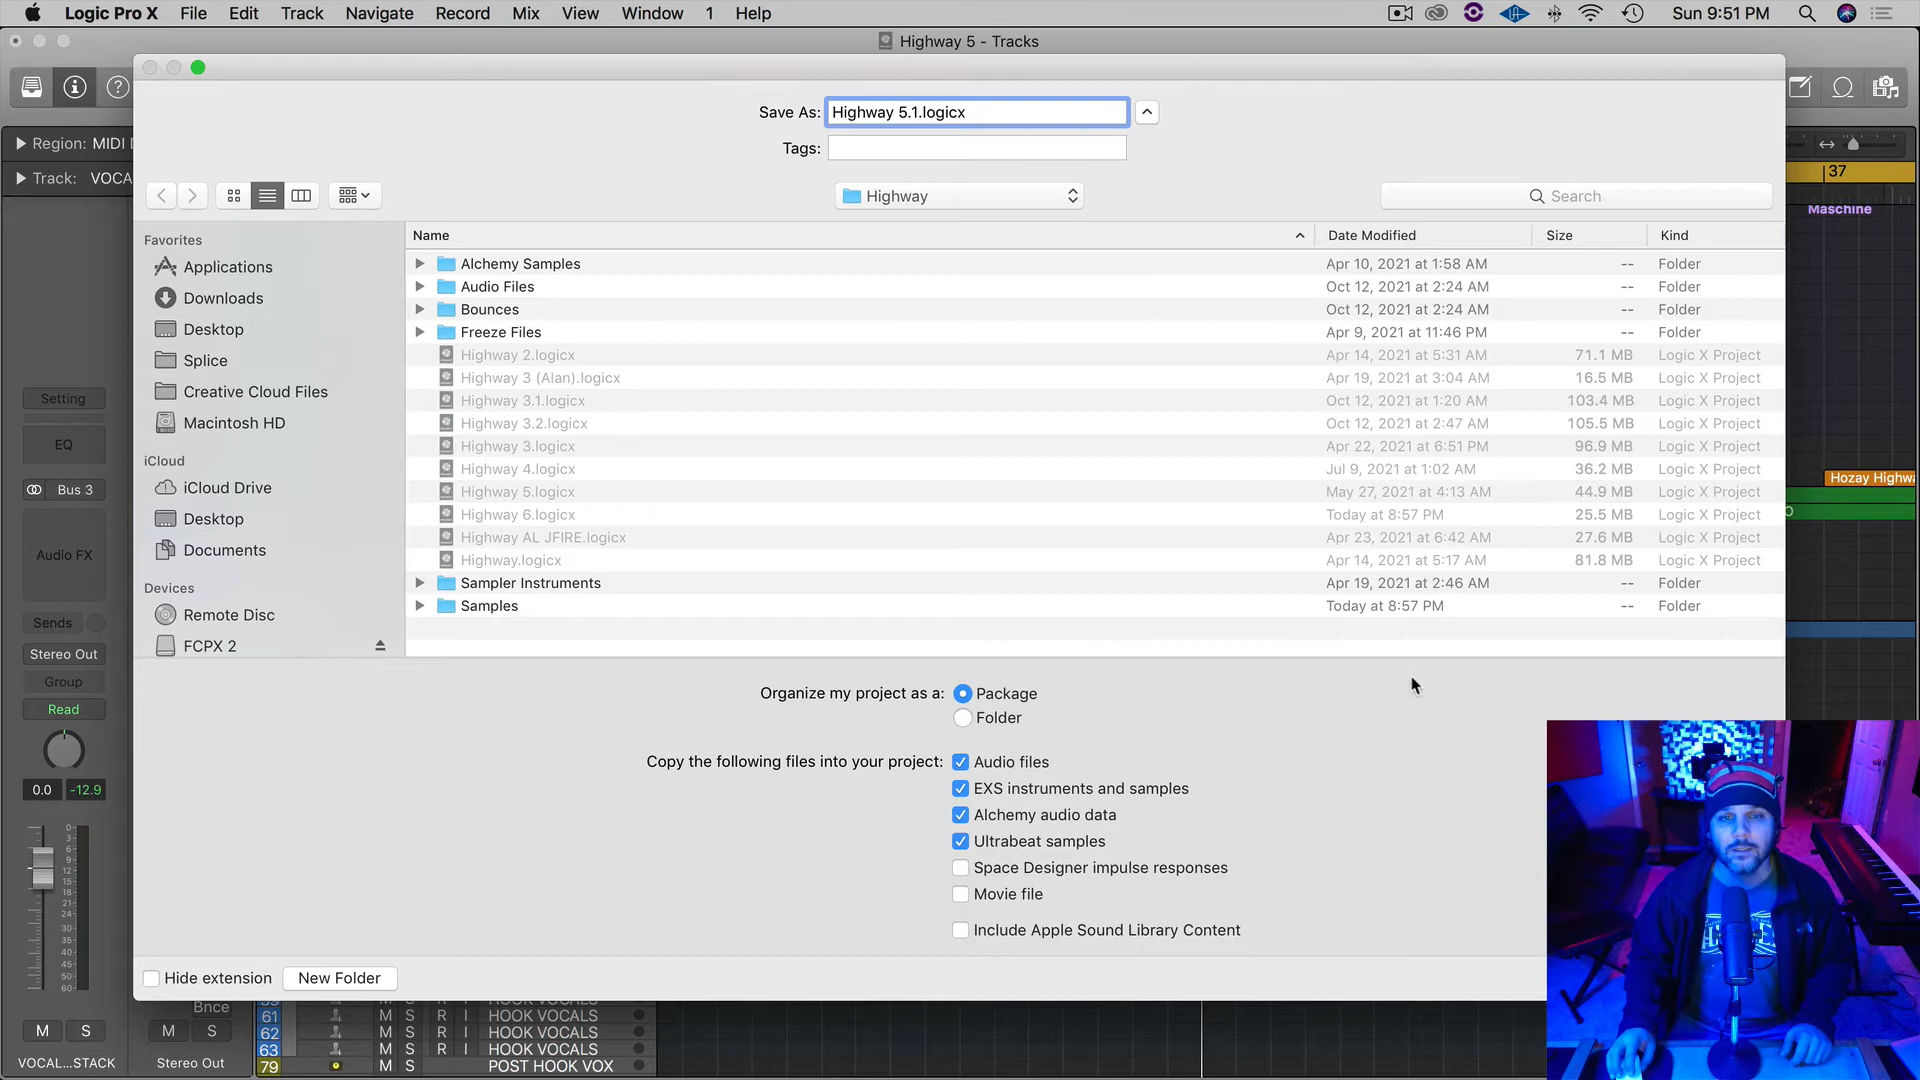 Logic Pro X File Edit Track Navigate Record Mix View Window 1 Help Sun 9:51 PM
Highway 5 - Tracks
Save As: Highway 5.1.logicx
Tags:
Region: MIDI
Track: VOCA
37
Maschine
Highway
Search
Favorites
Applications
Downloads
Desktop
Splice
Creative Cloud Files
Macintosh HD
iCloud
iCloud Drive
Desktop
Documents
Devices
Remote Disc
FCPX 2
Name Date Modified Size Kind
Alchemy Samples Apr 10, 2021 at 1:58 AM -- Folder
Audio Files Oct 12, 2021 at 2:24 AM -- Folder
Bounces Oct 12, 2021 at 2:24 AM -- Folder
Freeze Files Apr 9, 2021 at 11:46 PM -- Folder
Highway 2.logicx Apr 14, 2021 at 5:31 AM 71.1 MB Logic X Project
Highway 3 (Alan).logicx Apr 19, 2021 at 3:04 AM 16.5 MB Logic X Project
Highway 3.1.logicx Oct 12, 2021 at 1:20 AM 103.4 MB Logic X Project
Highway 3.2.logicx Oct 12, 2021 at 2:47 AM 105.5 MB Logic X Project
Highway 3.logicx Apr 22, 2021 at 6:51 PM 96.9 MB Logic X Project
Highway 4.logicx Jul 9, 2021 at 1:02 AM 36.2 MB Logic X Project
Highway 5.logicx May 27, 2021 at 4:13 AM 44.9 MB Logic X Project
Highway 6.logicx Today at 8:57 PM 25.5 MB Logic X Project
Highway AL JFIRE.logicx Apr 23, 2021 at 6:42 AM 27.6 MB Logic X Project
Highway.logicx Apr 14, 2021 at 5:17 AM 81.8 MB Logic X Project
Sampler Instruments Apr 19, 2021 at 2:46 AM -- Folder
Samples Today at 8:57 PM -- Folder
Hozay Highwa
Setting
EQ
Bus 3
Audio FX
Sends
Stereo Out
Group
Read
0.0 -12.9
0
3
6
9
12
15
18
21
24
30
35
40
45
50
60
Organize my project as a: Package
Folder
Copy the following files into your project: Audio files
EXS instruments and samples
Alchemy audio data
Ultrabeat samples
Space Designer impulse responses
Movie file
Include Apple Sound Library Content
Hide extension New Folder
Bnce
M S M S
VOCAL...STACK Stereo Out
61 M S R I HOOK VOCALS
62 M S R I HOOK VOCALS
63 M S R I HOOK VOCALS
79 M S POST HOOK VOX